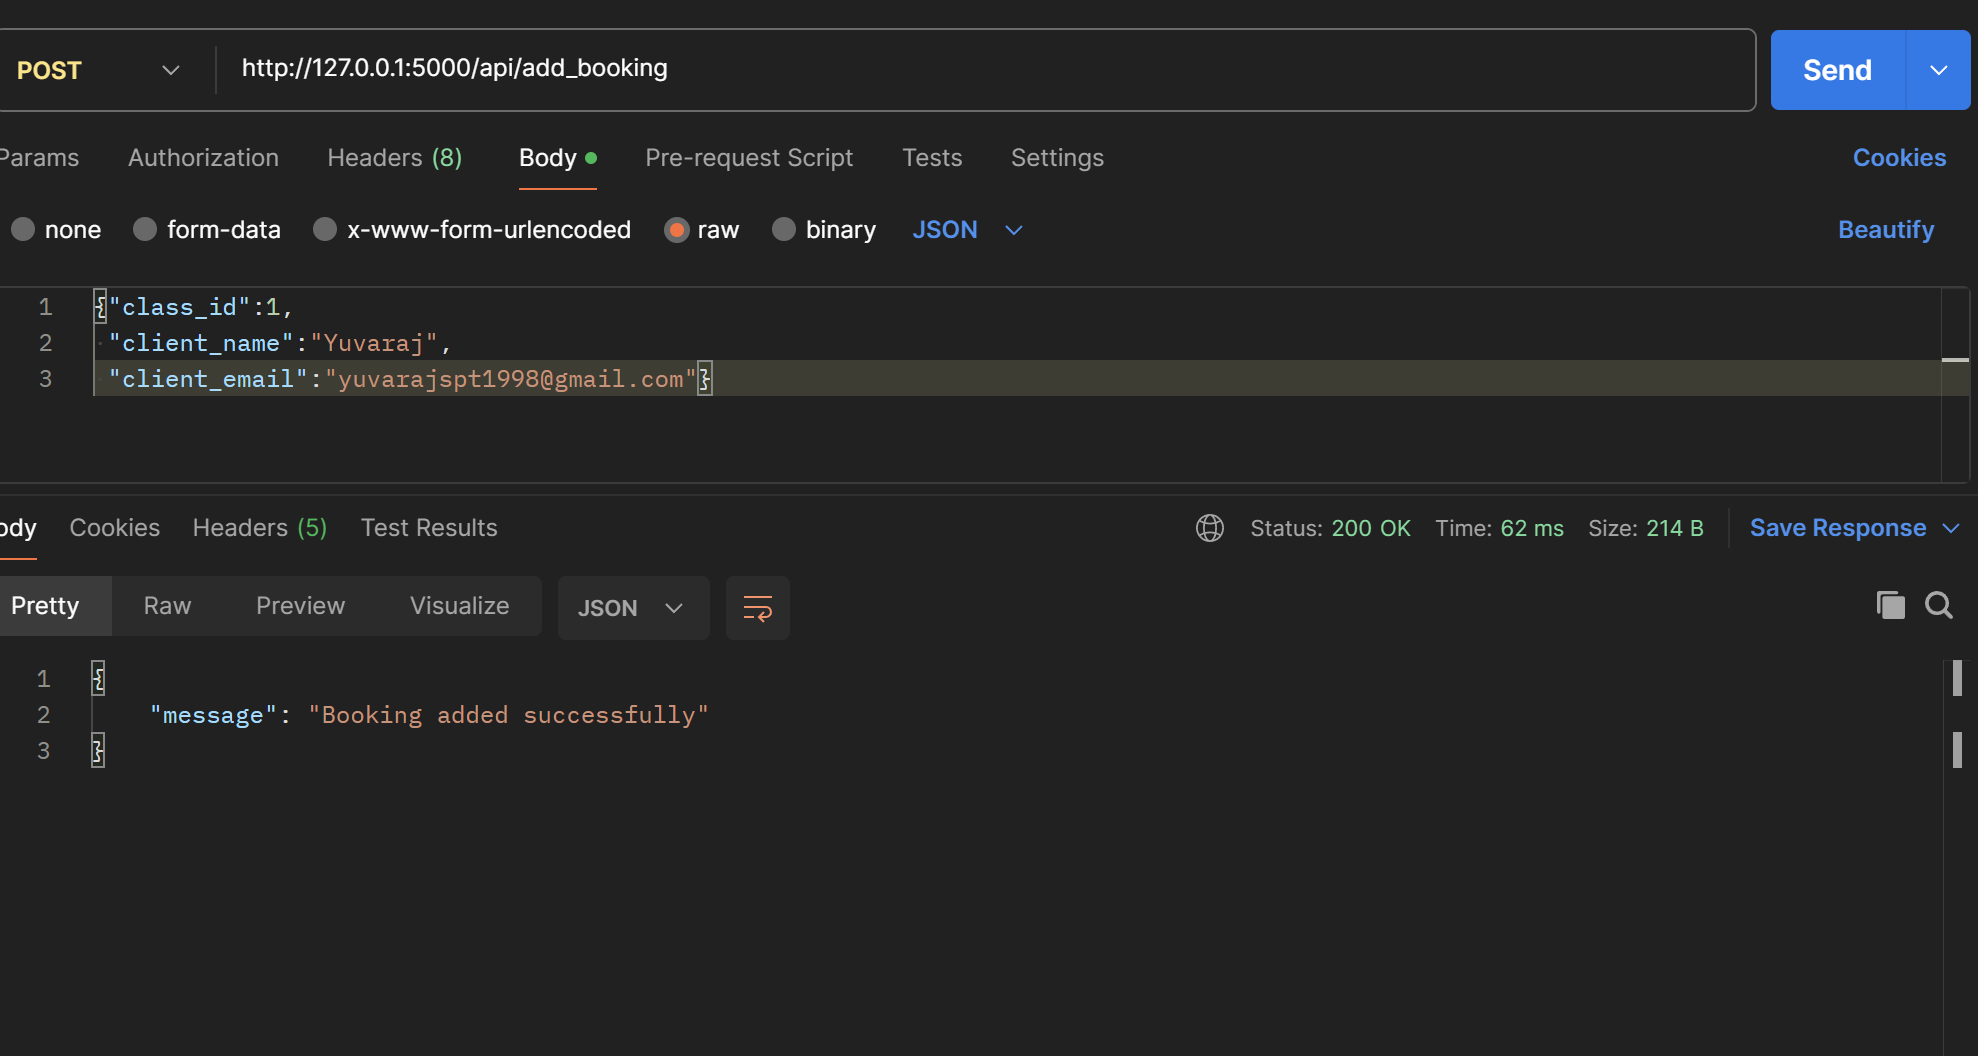 POST http://127.0.0.1:5000/api/add_booking Send
Params Authorization Headers (8) Body Pre-request Script Tests Settings Cookies
none form-data x-www-form-urlencoded raw binary JSON Beautify
1 {"class_id":1,
2 "client_name":"Yuvaraj",
3 "client_email":"yuvarajspt1998@gmail.com"}
ody Cookies Headers (5) Test Results Status: 200 OK Time: 62 ms Size: 214 B Save Response
Pretty Raw Preview Visualize JSON
1 {
2 "message": "Booking added successfully"
3 }